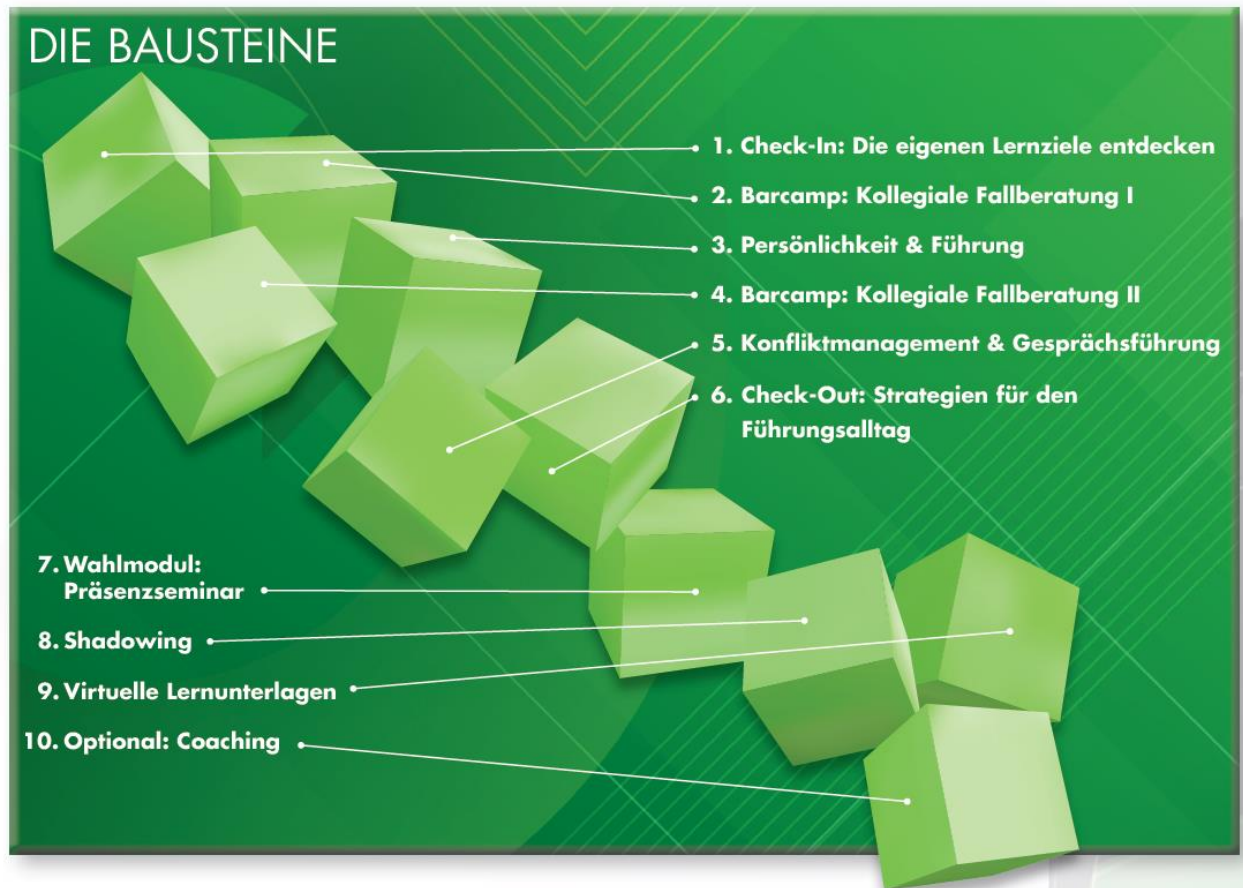 DIE BAUSTEINE
1. Check-In: Die eigenen Lernziele entdecken
2. Barcamp: Kollegiale Fallberatung I
3. Persönlichkeit & Führung
4. Barcamp: Kollegiale Fallberatung II
5. Konfliktmanagement & Gesprächsführung
6. Check-Out: Strategien für den
Führungsalltag
7. Wahlmodul:
Präsenzseminar
8. Shadowing
9. Virtuelle Lernunterlagen
10. Optional: Coaching